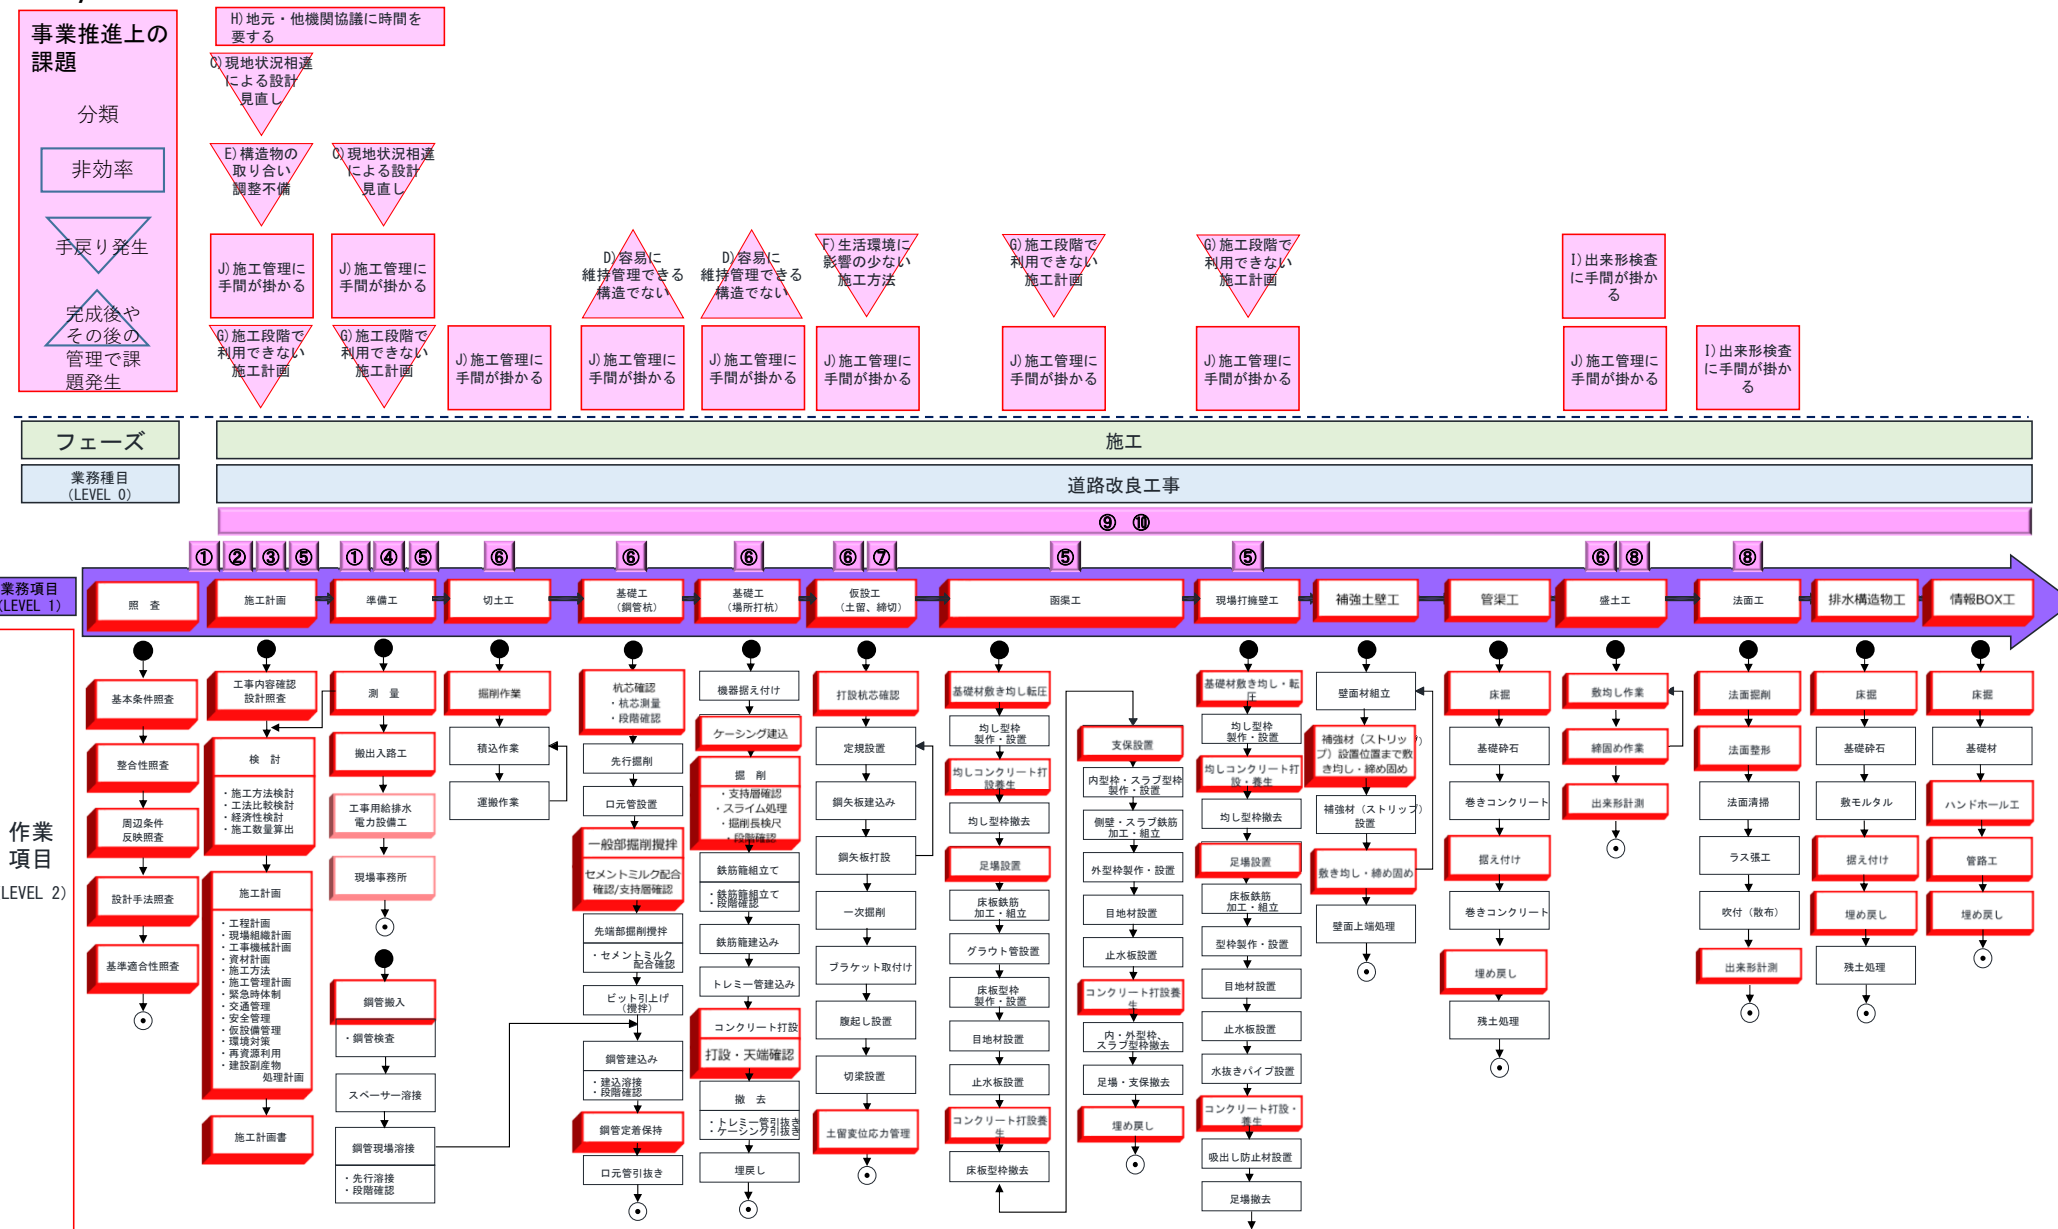 事業推進上の
課題
分類
非効率
手戻り発生
完成後や
その後の
管理で課
題発生
H)地元・他機関協議に時間を
要する
C)現地状況相違
による設計
見直し
E)構造物の
取り合い
調整不備
C)現地状況相違
による設計
見直し
J)施工管理に
手間が掛かる
J)施工管理に
手間が掛かる
D)容易に
維持管理できる
構造でない
D)容易に
維持管理できる
構造でない
F)生活環境に
影響の少ない
施工方法
G)施工段階で
利用できない
施工計画
G)施工段階で
利用できない
施工計画
I)出来形検査
に手間が掛か
る
G)施工段階で
利用できない
施工計画
G)施工段階で
利用できない
施工計画
J)施工管理に
手間が掛かる
J)施工管理に
手間が掛かる
J)施工管理に
手間が掛かる
J)施工管理に
手間が掛かる
J)施工管理に
手間が掛かる
J)施工管理に
手間が掛かる
J)施工管理に
手間が掛かる
I)出来形検査
に手間が掛か
る
フェーズ
施工
業務種目
(LEVEL 0)
道路改良工事
⑨ ⑩
① ② ③ ⑤ ① ④ ⑤ ⑥ ⑥ ⑥ ⑥ ⑦ ⑤ ⑤ ⑥ ⑧ ⑧
業務項目
(LEVEL 1)
照 査
施工計画
準備工
切土工
基礎工
(鋼管杭)
基礎工
(場所打杭)
仮設工
(土留、締切)
函渠工
現場打擁壁工
補強土壁工
管渠工
盛土工
法面工
排水構造物工
情報BOX工
作業
項目
LEVEL 2)
基本条件照査
整合性照査
周辺条件
反映照査
設計手法照査
基準適合性照査
工事内容確認
設計照査
検 討
・施工方法検討
・工法比較検討
・経済性検討
・施工数量算出
施工計画
・工程計画
・現場組織計画
・工事機械計画
・資材計画
・施工方法
・施工管理計画
・緊急時体制
・交通管理
・安全管理
・仮設備管理
・環境対策
・再資源利用
・建設副産物
処理計画
施工計画書
測 量
搬出入路工
工事用給排水
電力設備工
現場事務所
鋼管搬入
・鋼管検査
スペーサー溶接
鋼管現場溶接
・先行溶接
・段階確認
掘削作業
積込作業
運搬作業
杭芯確認
・杭芯測量
・段階確認
先行掘削
口元管設置
一般部掘削攪拌
セメントミルク配合
確認/支持層確認
先端部掘削攪拌
・セメントミルク
配合確認
ビット引上げ
(攪拌)
鋼管建込み
・建込溶接
・段階確認
鋼管定着保持
口元管引抜き
機器据え付け
ケーシング建込
掘 削
・支持層確認
・スライム処理
・掘削長検尺
・段階確認
鉄筋籠組立て
・鉄筋籠組立て
・段階確認
鉄筋籠建込み
トレミー管建込み
コンクリート打設
打設・天端確認
撤 去
・トレミー管引抜き
・ケーシング引抜き
埋戻し
打設杭芯確認
定規設置
鋼矢板建込み
鋼矢板打設
一次掘削
ブラケット取付け
腹起し設置
切梁設置
土留変位応力管理
基礎材敷き均し転圧
均し型枠
製作・設置
均しコンクリート打
設養生
均し型枠撤去
足場設置
床板鉄筋
加工・組立
グラウト管設置
床板型枠
製作・設置
目地材設置
止水板設置
コンクリート打設養
生
床板型枠撤去
支保設置
内型枠・スラブ型枠
製作・設置
側壁・スラブ鉄筋
加工・組立
外型枠製作・設置
目地材設置
止水板設置
コンクリート打設養
生
内・外型枠、
スラブ型枠撤去
足場・支保撤去
埋め戻し
基礎材敷き均し・転
圧
均し型枠
製作・設置
均しコンクリート打
設・養生
均し型枠撤去
足場設置
床板鉄筋
加工・組立
型枠製作・設置
目地材設置
止水板設置
水抜きパイプ設置
コンクリート打設・
養生
吸出し防止材設置
足場撤去
壁面材組立
補強材(ストリッ
プ)設置位置まで敷
き均し・締め固め
補強材(ストリップ)
設置
敷き均し・締め固め
壁面上端処理
床掘
基礎砕石
巻きコンクリート
据え付け
巻きコンクリート
埋め戻し
残土処理
敷均し作業
締固め作業
出来形計測
法面掘削
法面整形
法面清掃
ラス張工
吹付(散布)
出来形計測
床掘
基礎砕石
敷モルタル
据え付け
埋め戻し
残土処理
床掘
基礎材
ハンドホール工
管路工
埋め戻し